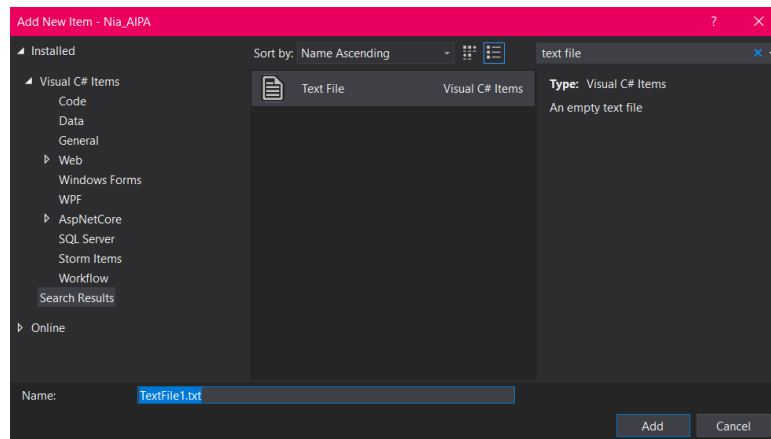 Add New Item - Nia_AIPA
?
Installed
Sort by: Name Ascending
text file
Visual C# Items
Code
Data
General
Web
Windows Forms
WPF
AspNetCore
SQL Server
Storm Items
Workflow
Search Results
Online
Text File Visual C# Items
Type: Visual C# Items
An empty text file
Name: TextFile1.txt
Add Cancel